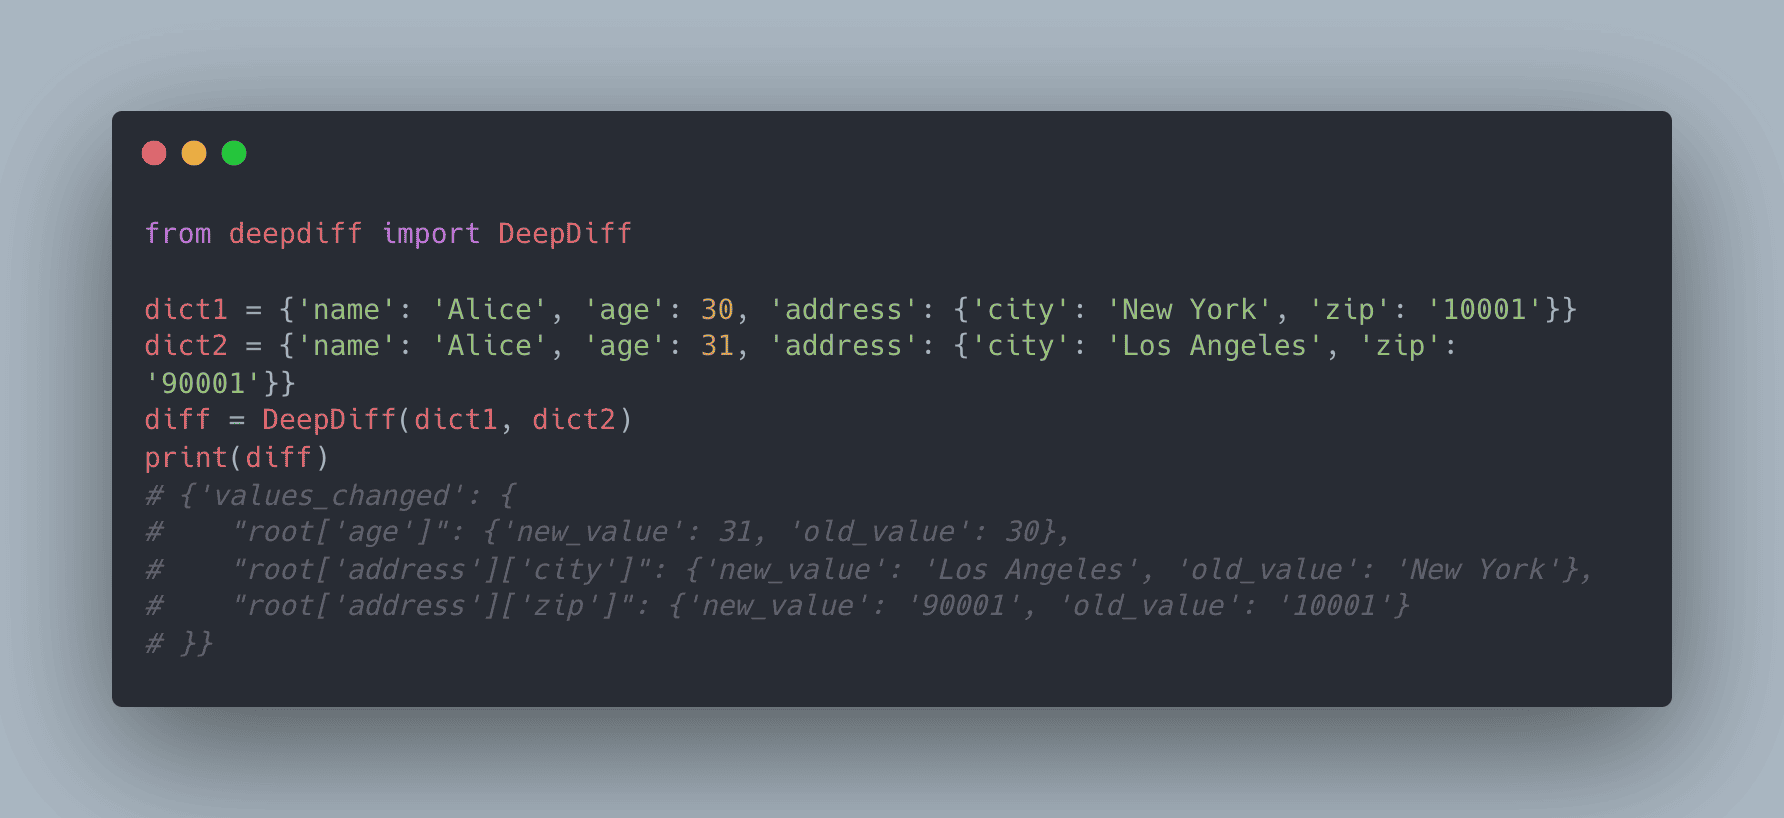 from deepdiff import DeepDiff
dict1 = {'name': 'Alice', 'age': 30, 'address': {'city': 'New York', 'zip': '10001'}}
dict2 = {'name': 'Alice', 'age': 31, 'address': {'city': 'Los Angeles', 'zip':
'90001'}}
diff = DeepDiff(dict1, dict2)
print(diff)
# {'values_changed': {
#    "root['age']": {'new_value': 31, 'old_value': 30},
#    "root['address']['city']": {'new_value': 'Los Angeles', 'old_value': 'New York'},
#    "root['address']['zip']": {'new_value': '90001', 'old_value': '10001'}
# }}